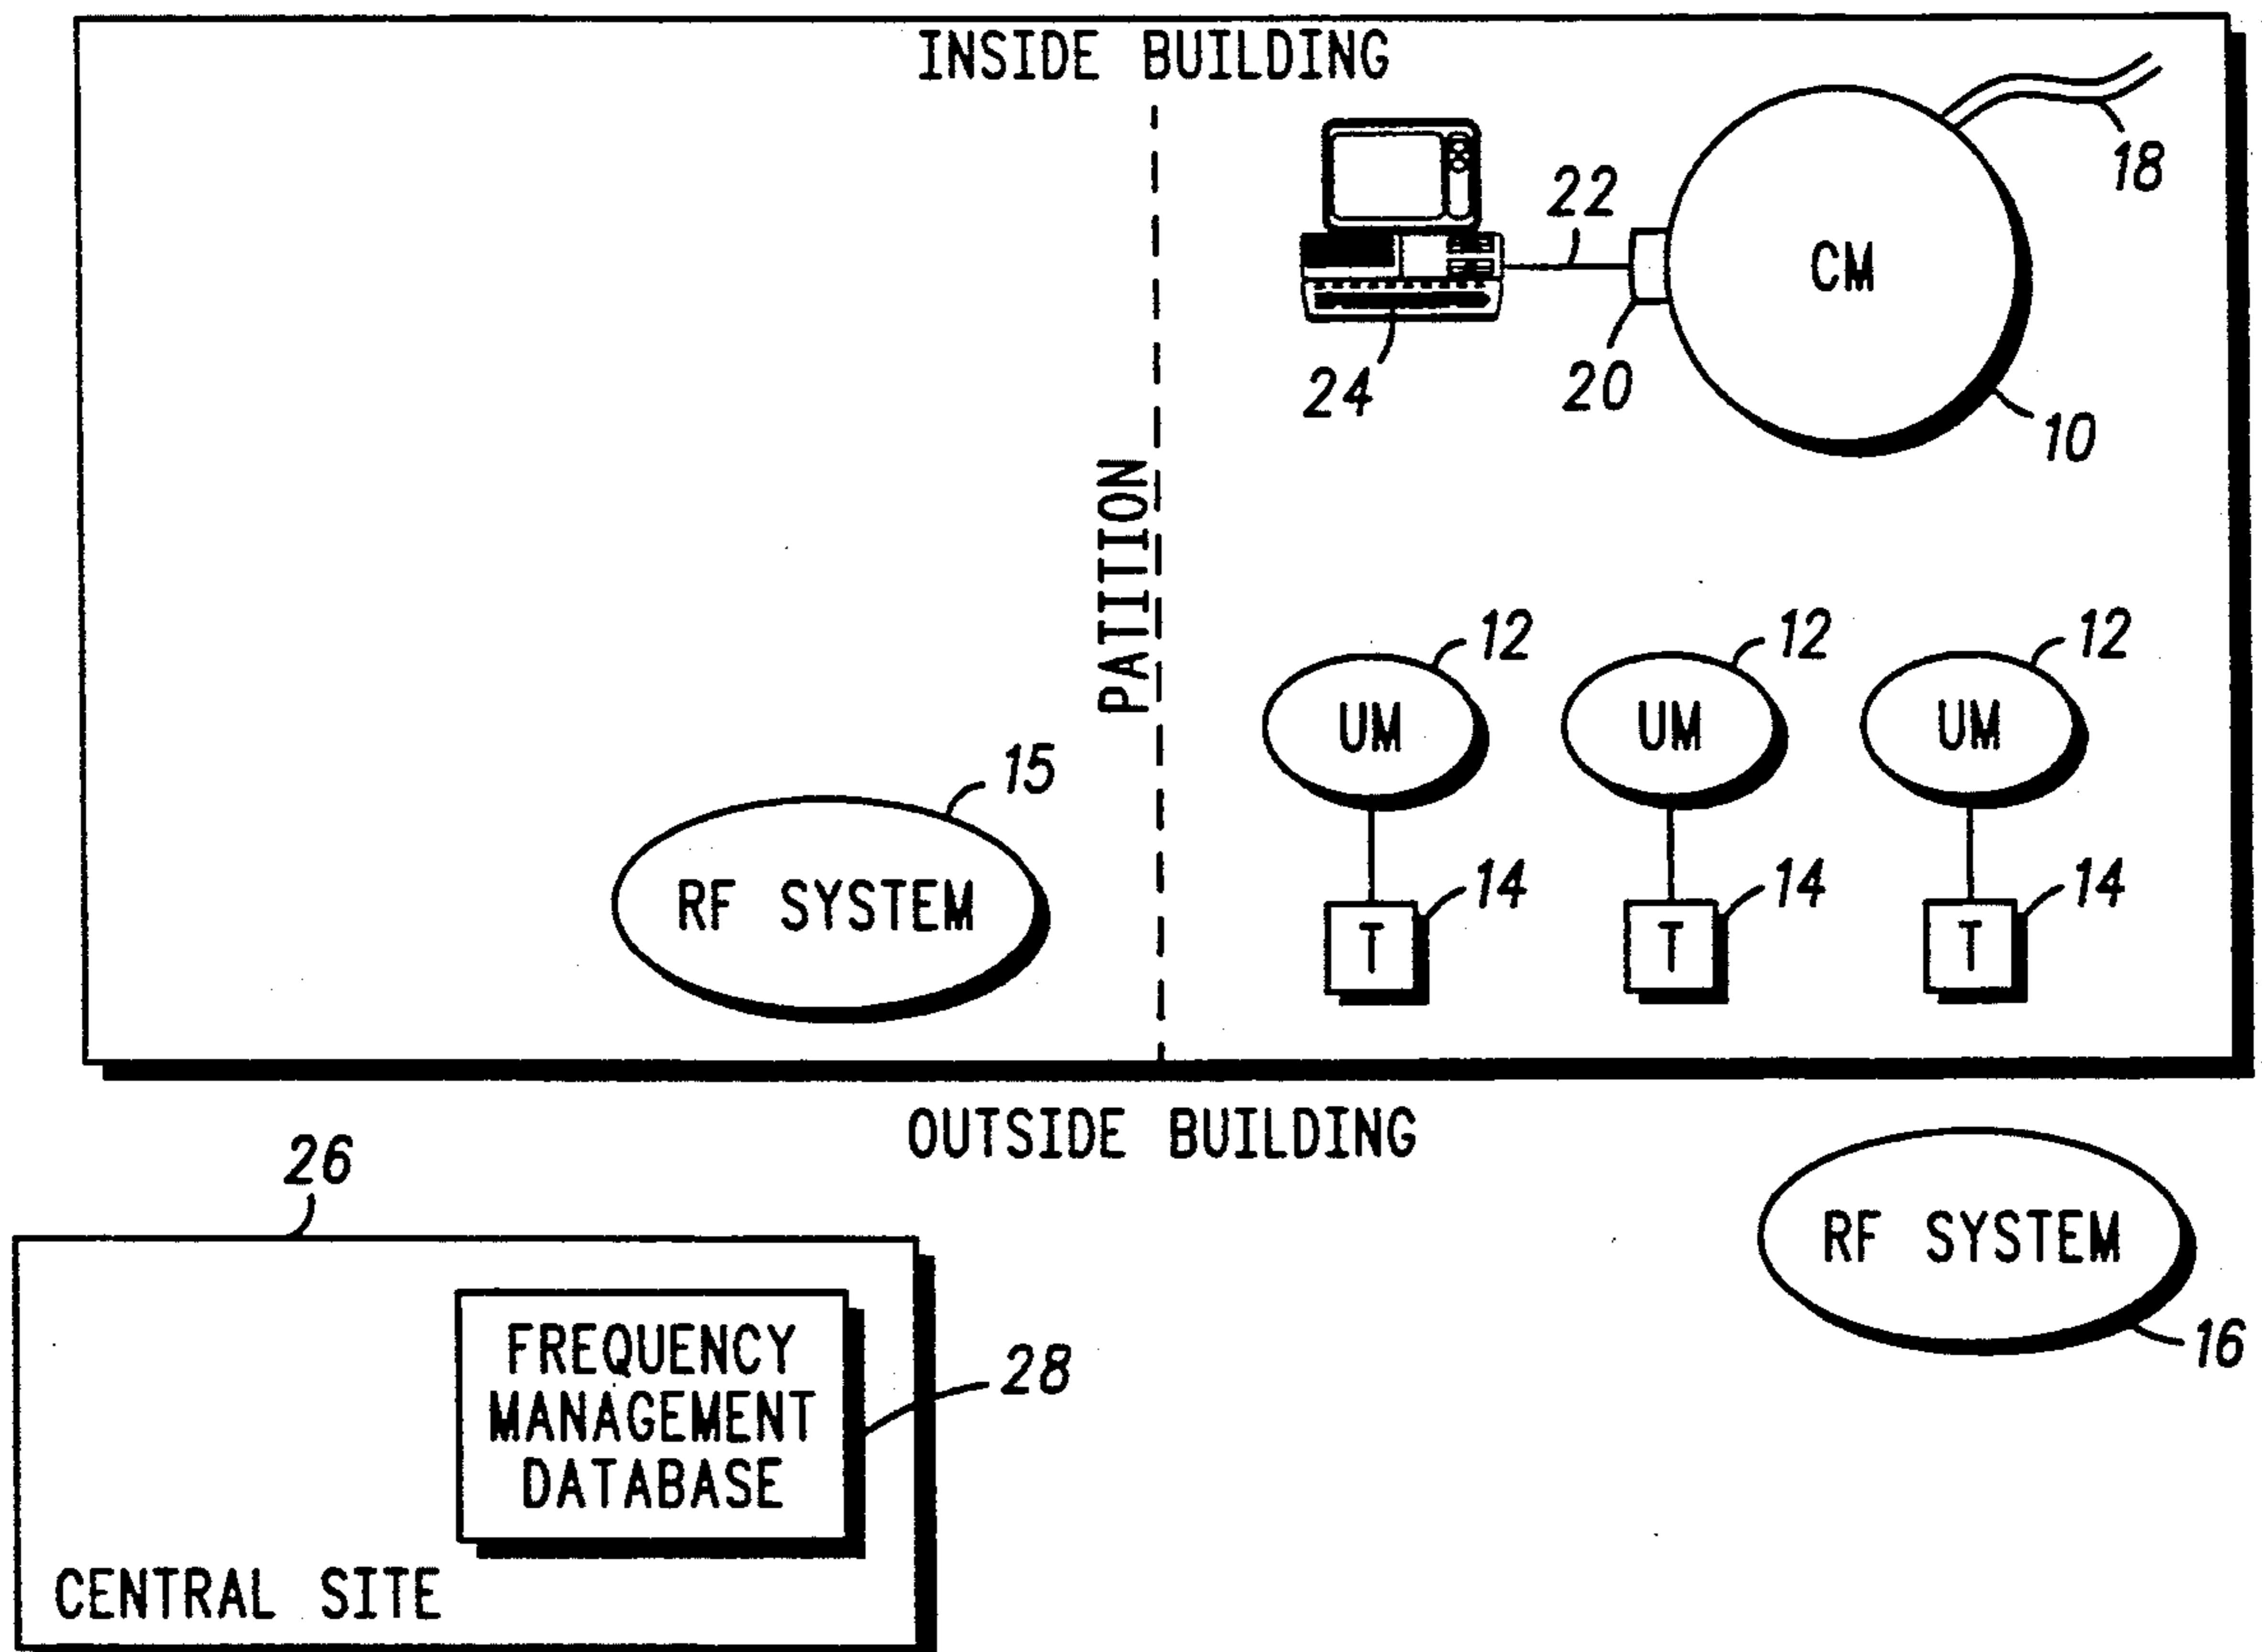 INSIDE BUILDING
18
22
CM
24
20
10
PATITION
12
12
12
UM
UM
UM
15
RF SYSTEM
14
14
14
T
T
T
OUTSIDE BUILDING
26
RF SYSTEM
16
FREQUENCY
MANAGEMENT
DATABASE
28
CENTRAL SITE